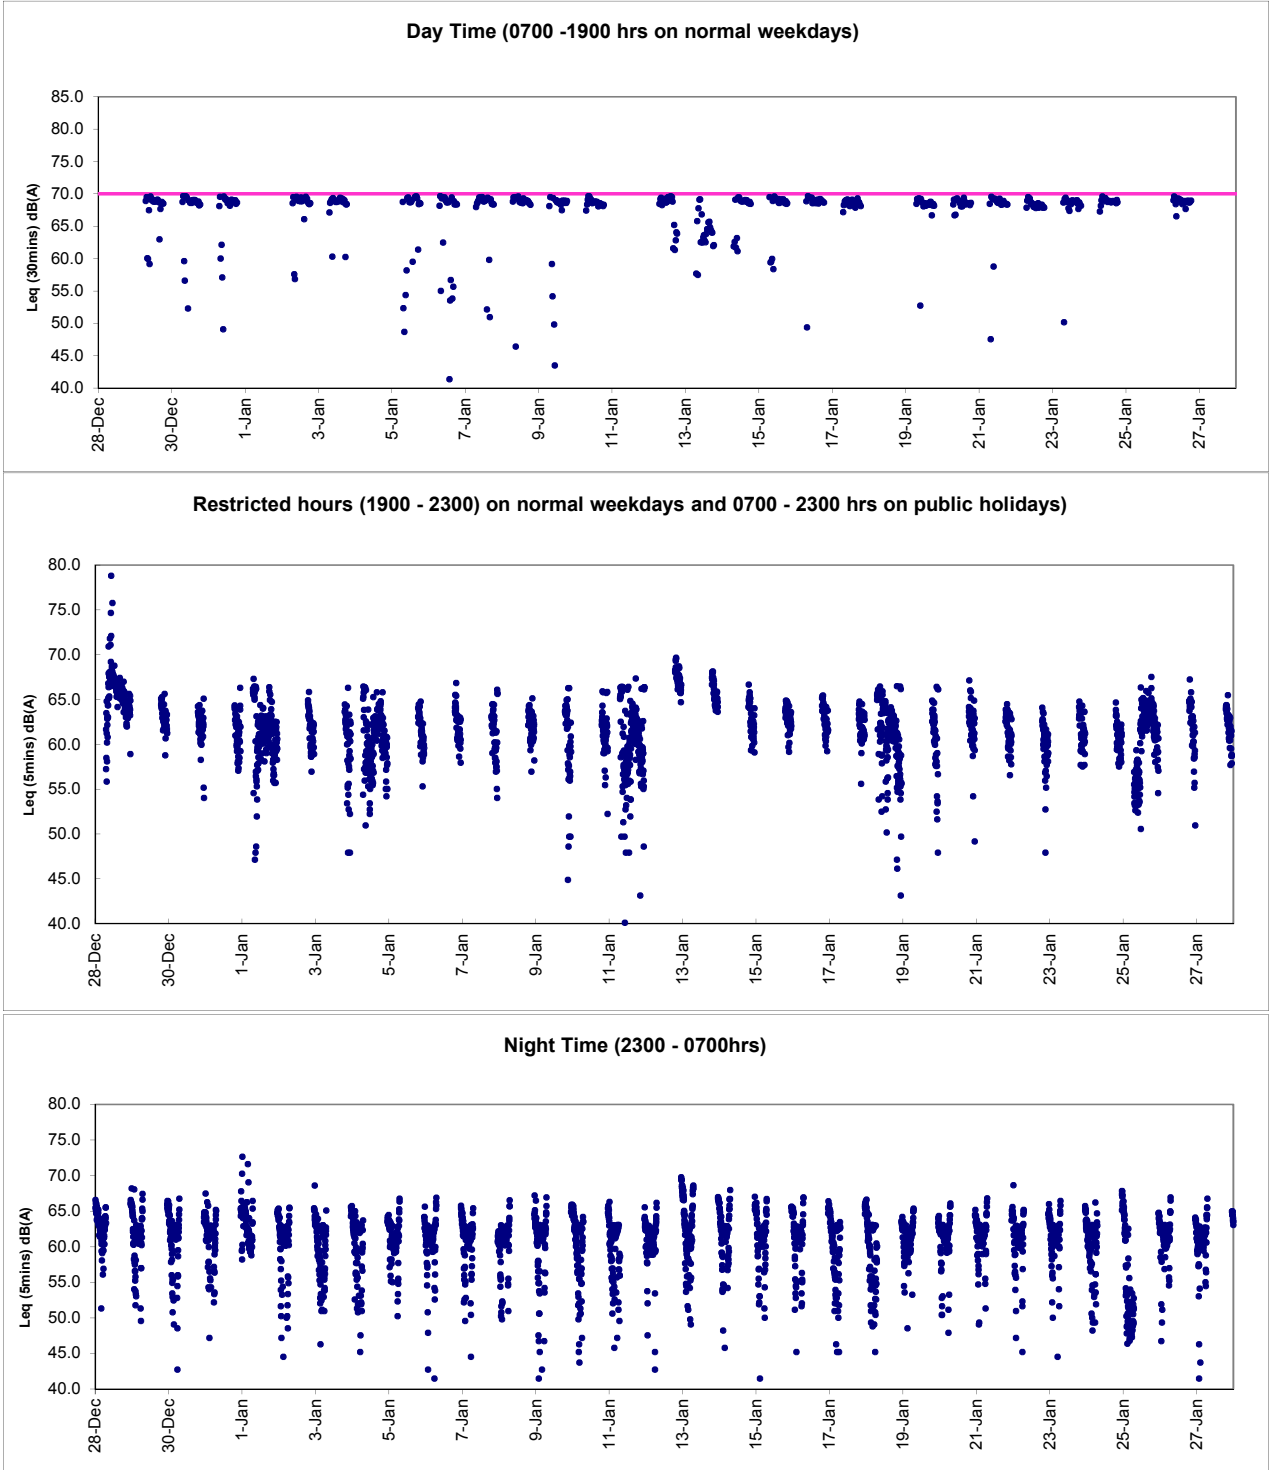 Day Time (0700 -1900 hrs on normal weekdays)
85.0
80.0
75.0
70.0
65.0
60.0
55.0
50.0
45.0
40.0
Leq (30mins) dB(A)
28-Dec
30-Dec
1-Jan
3-Jan
5-Jan
7-Jan
9-Jan
11-Jan
13-Jan
15-Jan
17-Jan
19-Jan
21-Jan
23-Jan
25-Jan
27-Jan
Restricted hours (1900 - 2300) on normal weekdays and 0700 - 2300 hrs on public holidays)
80.0
75.0
70.0
65.0
60.0
55.0
50.0
45.0
40.0
Leq (5mins) dB(A)
28-Dec
30-Dec
1-Jan
3-Jan
5-Jan
7-Jan
9-Jan
11-Jan
13-Jan
15-Jan
17-Jan
19-Jan
21-Jan
23-Jan
25-Jan
27-Jan
Night Time (2300 - 0700hrs)
80.0
75.0
70.0
65.0
60.0
55.0
50.0
45.0
40.0
Leq (5mins) dB(A)
28-Dec
30-Dec
1-Jan
3-Jan
5-Jan
7-Jan
9-Jan
11-Jan
13-Jan
15-Jan
17-Jan
19-Jan
21-Jan
23-Jan
25-Jan
27-Jan